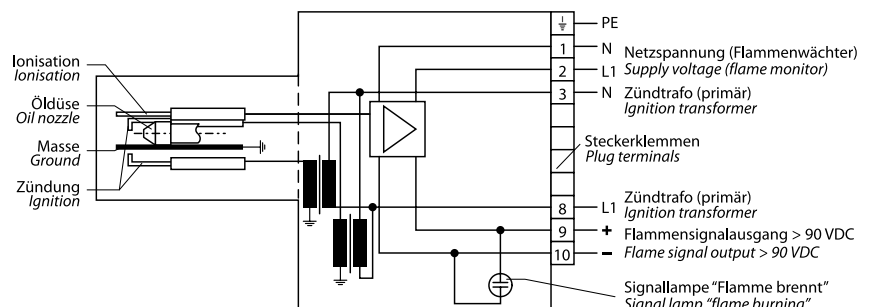 PE
1 N Netzspannung (Flammenwächter)
2 L1 Supply voltage (flame monitor)
3 N Zündtrafo (primär)
Ignition transformer
Ionisation
Ionisation
Öldüse
Oil nozzle
Masse
Ground
Zündung
Ignition
Steckerklemmen
Plug terminals
8 L1 Zündtrafo (primär)
Ignition transformer
9 + Flammensignalausgang > 90 VDC
10 – Flame signal output > 90 VDC
Signallampe "Flamme brennt"
Signal lamp "flame burning"